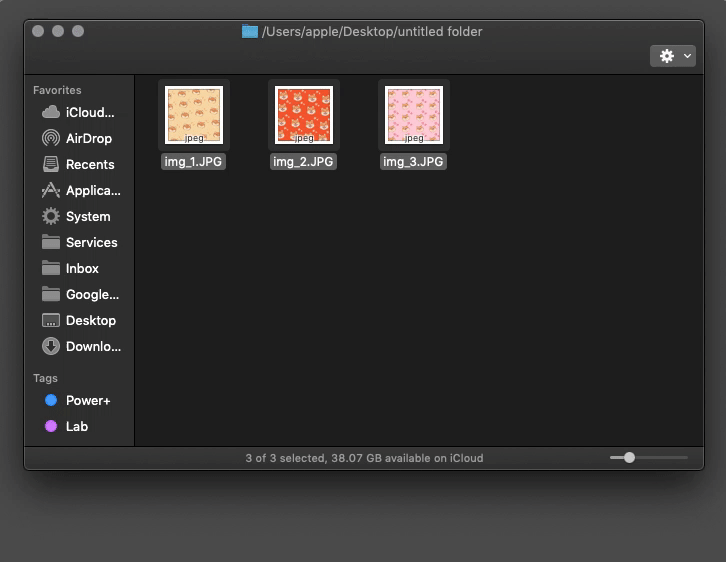 /Users/apple/Desktop/untitled folder
Favorites
iCloud...
AirDrop
Recents
Applica...
System
Services
Inbox
Google...
Desktop
Downlo...
Tags
Power+
Lab
jpeg jpeg jpeg
img_1.JPG img_2.JPG img_3.JPG
3 of 3 selected, 38.07 GB available on iCloud